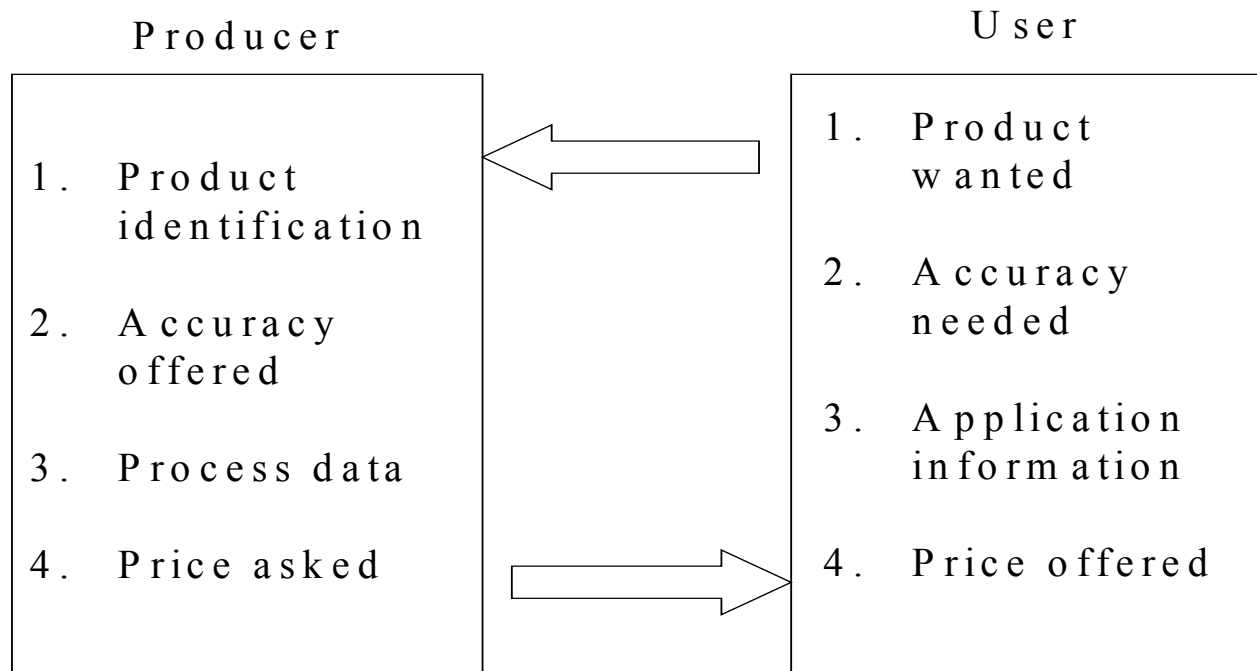 Producer
1. Product
identification
2. Accuracy
offered
3. Process data
4. Price asked
User
1. Product
wanted
2. Accuracy
needed
3. Application
information
4. Price offered